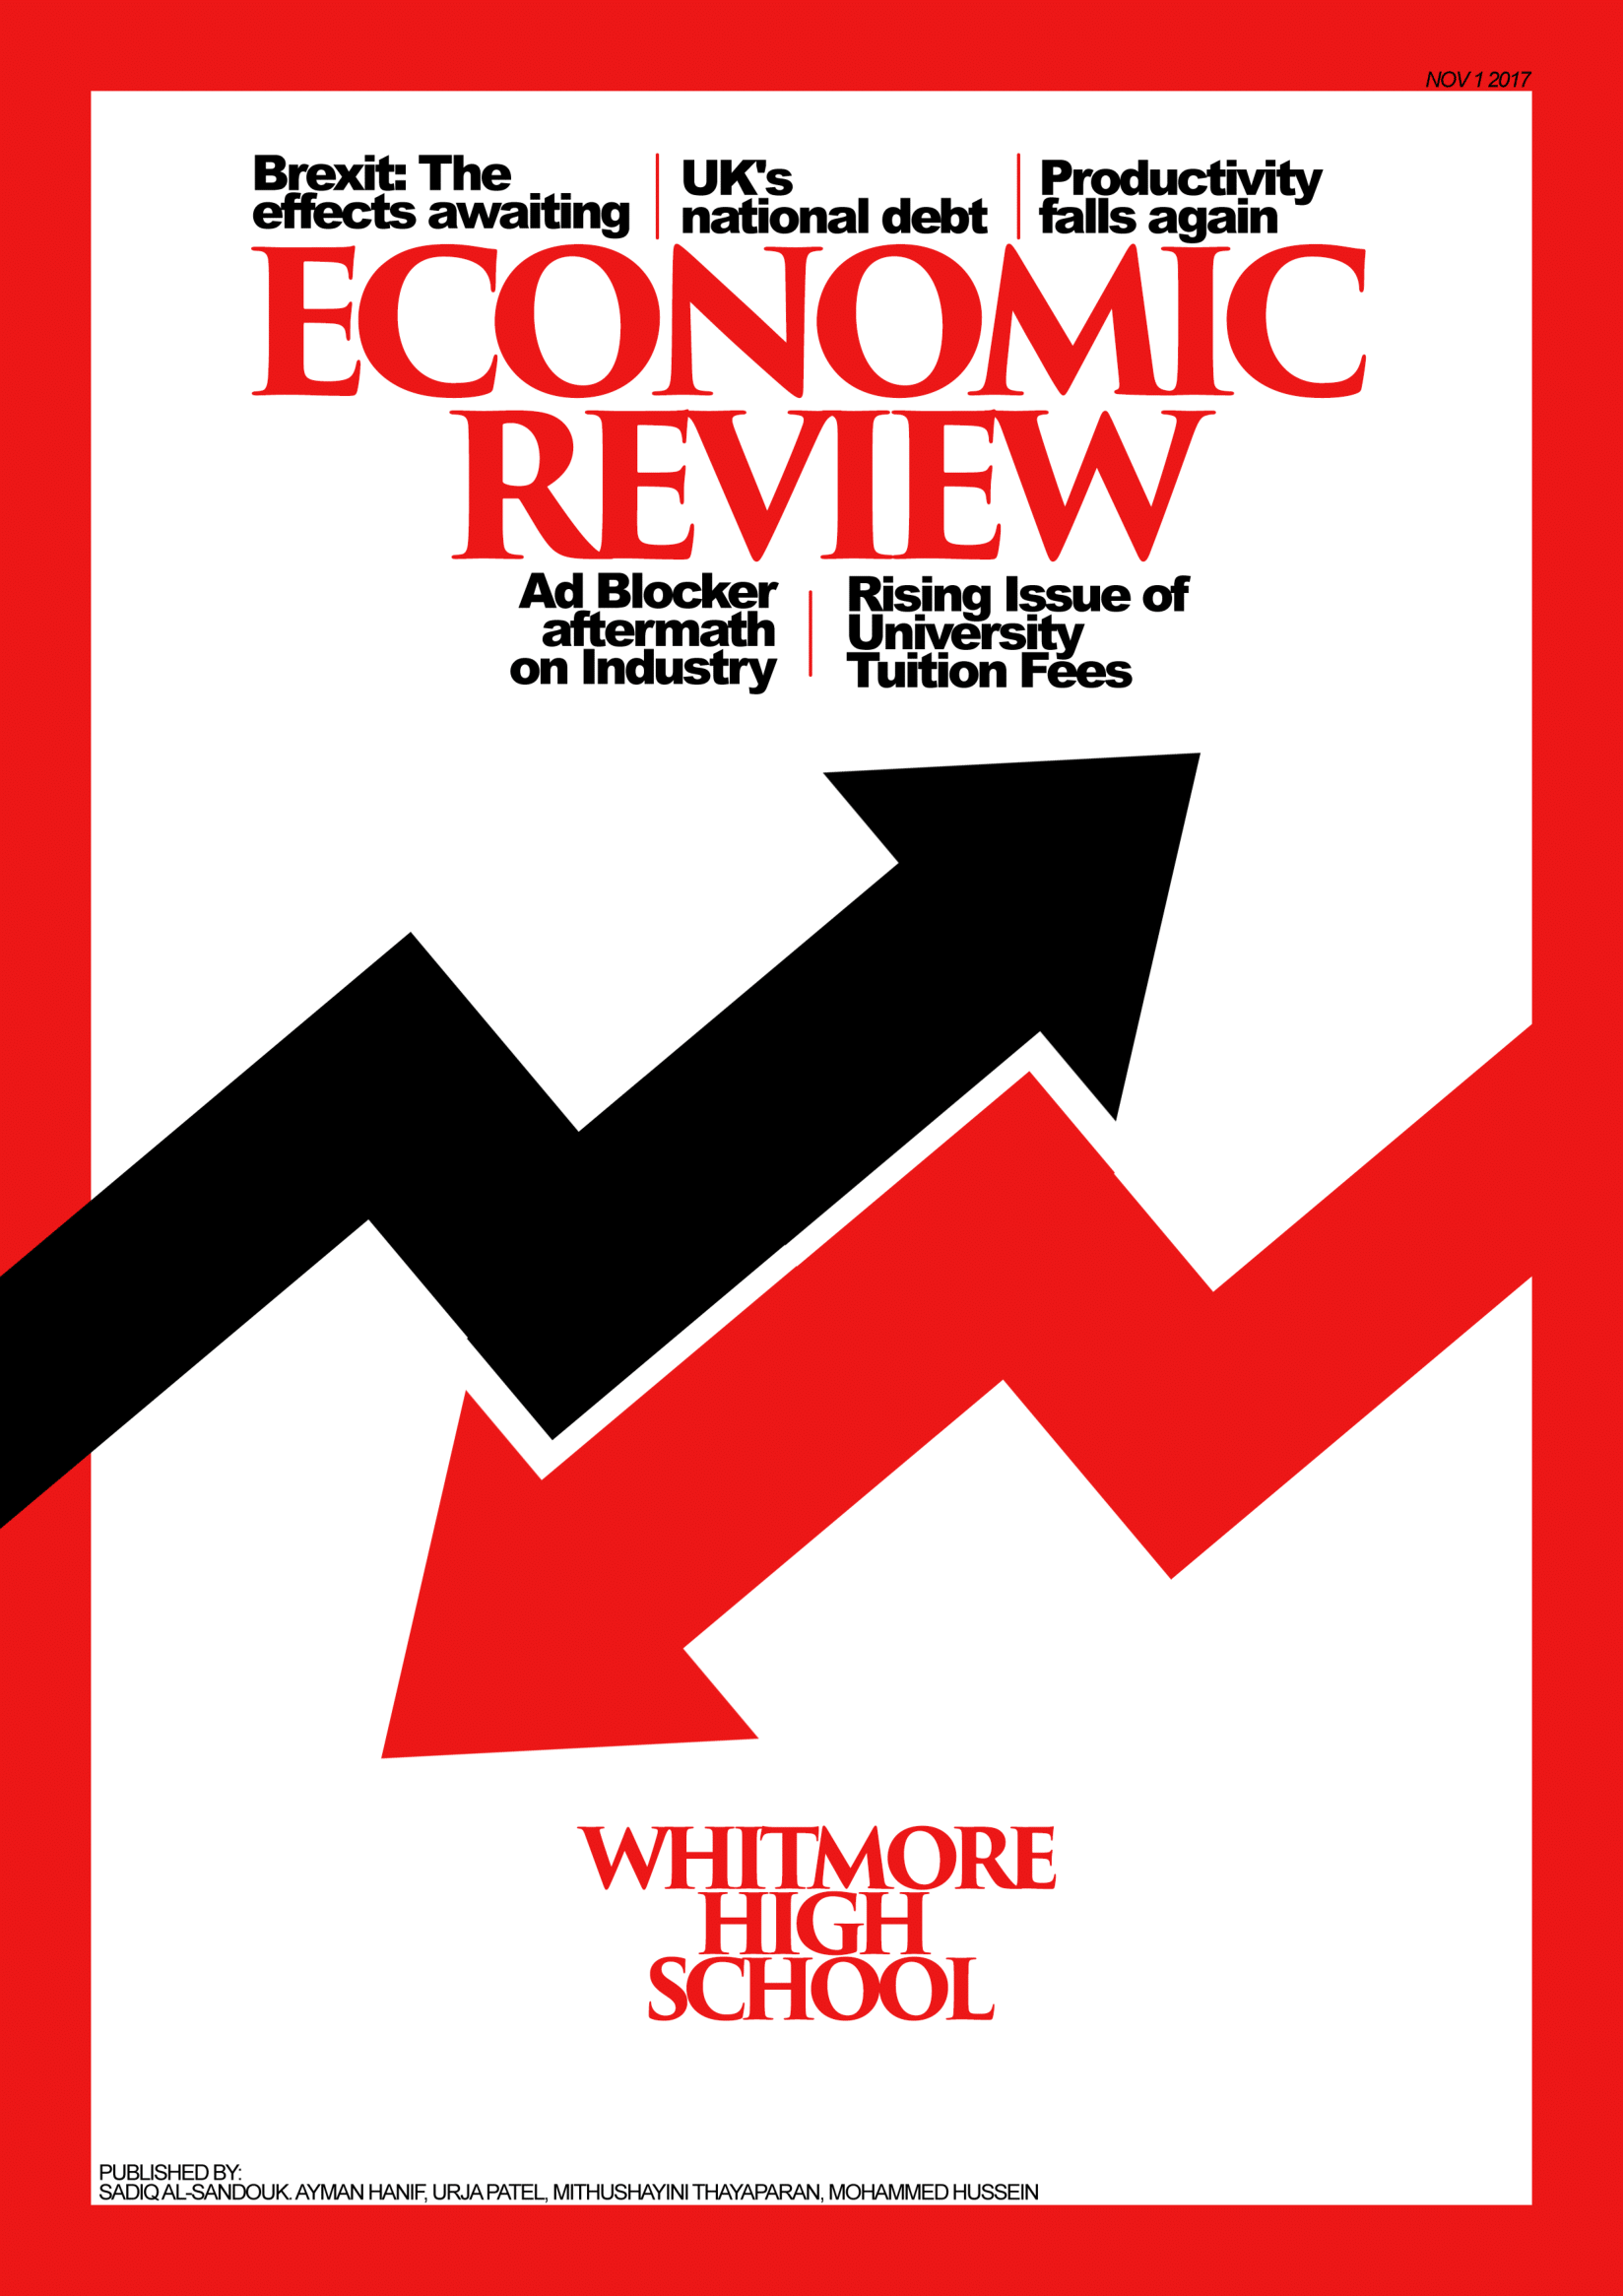 NOV 1 2017
Brexit: The
effects awaiting
UK's
national debt
Productivity
falls again
ECONOMIC
REVIEW
Ad Blocker
aftermath
on Industry
Rising Issue of
University
Tuition Fees
WHITMORE
HIGH
SCHOOL
PUBLISHED BY:
SADIQ AL-SANDOUK. AYMAN HANIF, URJA PATEL, MITHUSHAYINI THAYAPARAN, MOHAMMED HUSSEIN